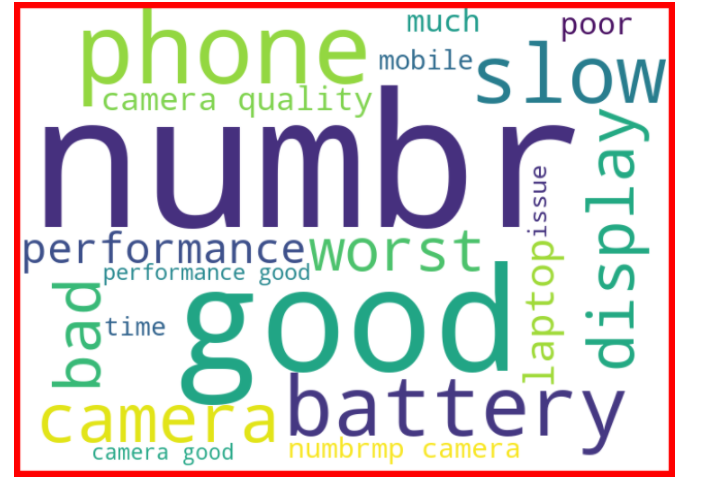 much
poor
phone
mobile
slow
camera quality
numbr
display
issue
performance
worst
performance good
laptop
good
bad
time
battery
camera
camera good
numbrmp camera